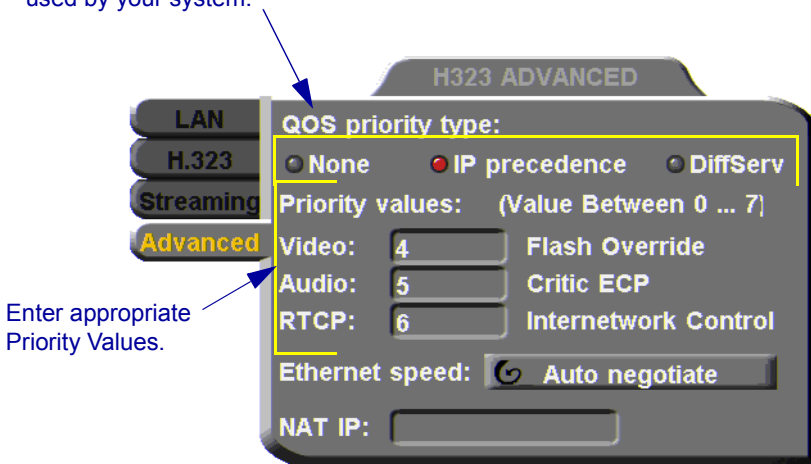 used by your system.
H323 ADVANCED
LAN
H.323
Streaming
Advanced
QOS priority type:
None IP precedence DiffServ
Priority values: (Value Between 0 ... 7)
Video: 4 Flash Override
Audio: 5 Critic ECP
RTCP: 6 Internetwork Control
Ethernet speed: Auto negotiate
NAT IP:
Enter appropriate
Priority Values.